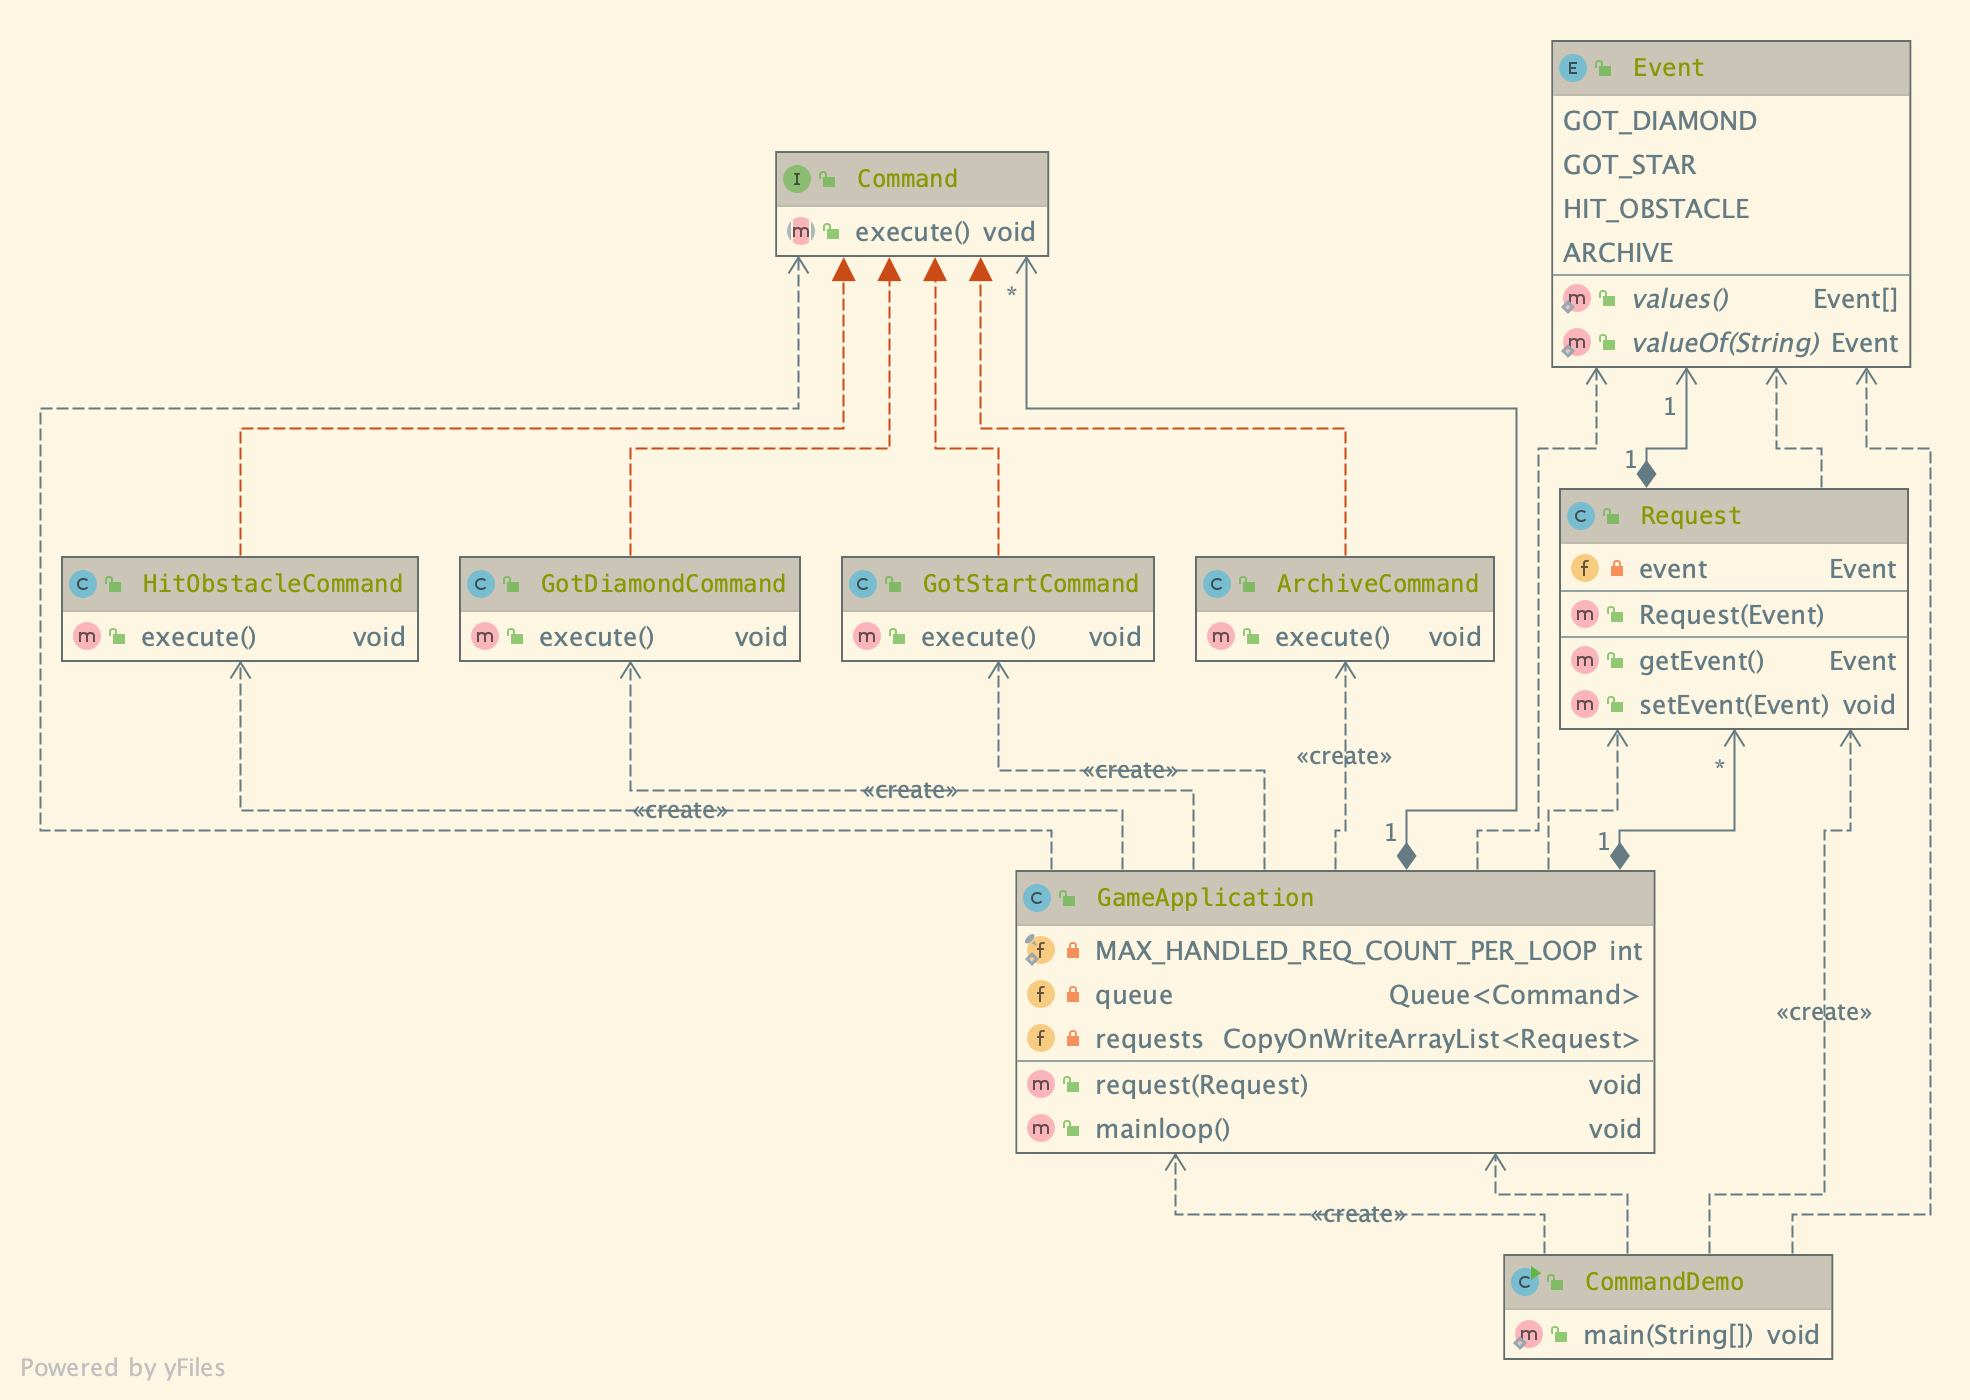 Event
GOT_DIAMOND
GOT_STAR
HIT_OBSTACLE
ARCHIVE
values() Event[]
valueOf(String) Event
Command
execute() void
*
1
1
Request
event Event
Request(Event)
getEvent() Event
setEvent(Event) void
HitObstacleCommand
execute() void
GotDiamondCommand
execute() void
GotStartCommand
execute() void
ArchiveCommand
execute() void
«create»
«create»
«create»
«create»
*
1
1
GameApplication
MAX_HANDLED_REQ_COUNT_PER_LOOP int
queue Queue<Command>
requests CopyOnWriteArrayList<Request>
request(Request) void
mainloop() void
«create»
«create»
CommandDemo
main(String[]) void
Powered by yFiles